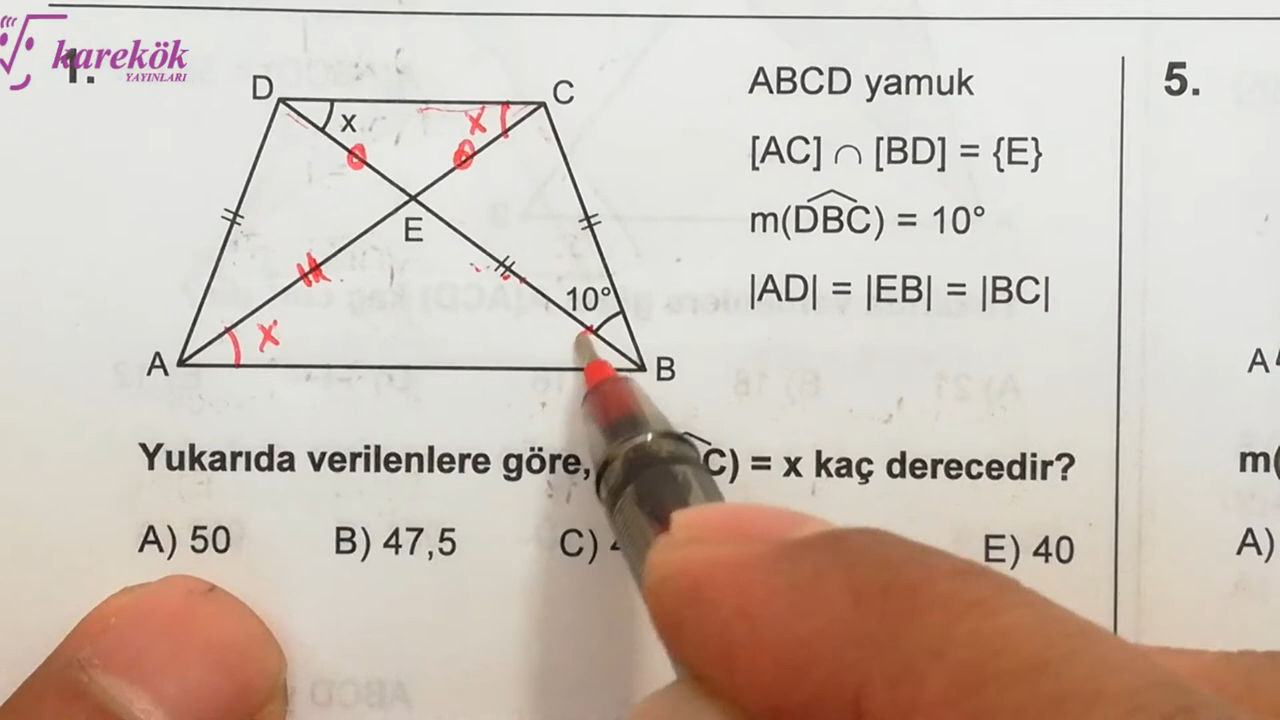 karekök
YAYINLARI
1.
D
C
x
x
E
10°
x
A
B
ABCD yamuk
[AC] ∩ [BD] = {E}
m(DBC) = 10°
|AD| = |EB| = |BC|
Yukarıda verilenlere göre, C) = x kaç derecedir?
A) 50
B) 47,5
C)
E) 40
5.
A
m(
A)